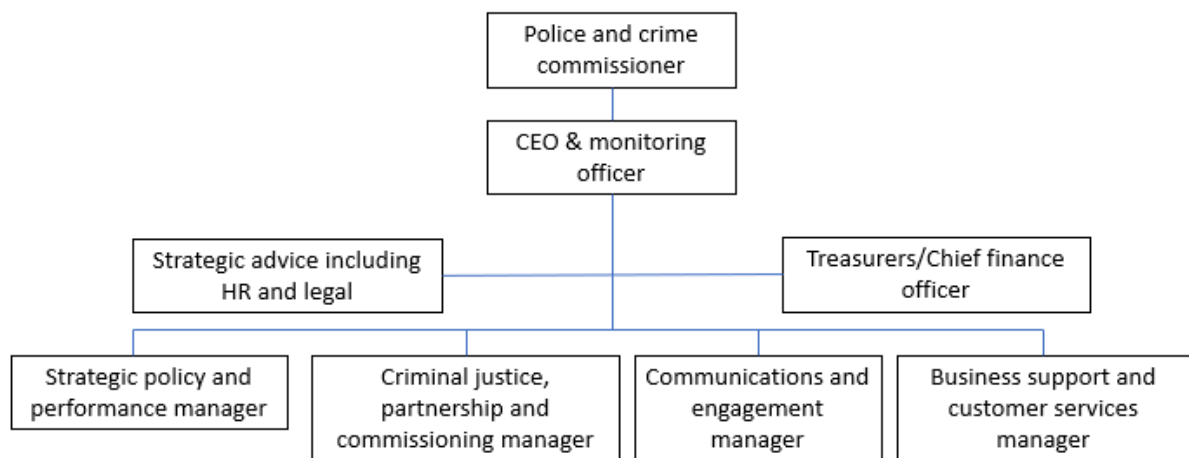 Police and crime
commissioner
CEO & monitoring
officer
Strategic advice including
HR and legal
Treasurers/Chief finance
officer
Strategic policy and
performance manager
Criminal justice,
partnership and
commissioning manager
Communications and
engagement
manager
Business support and
customer services
manager